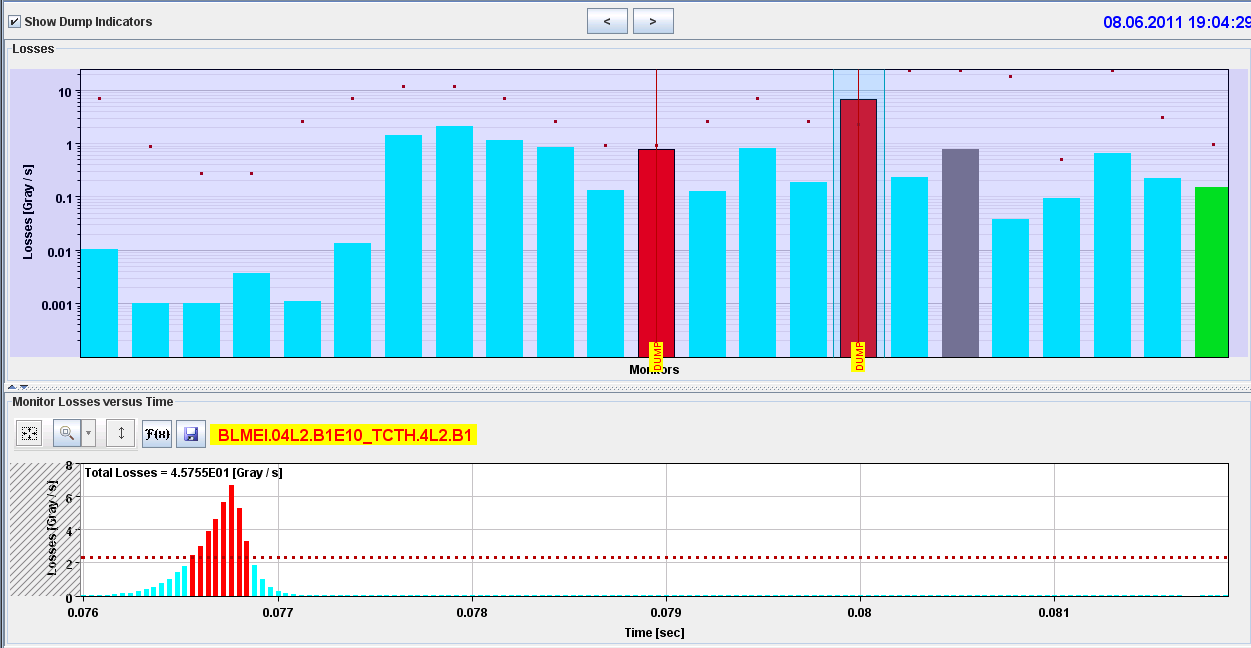 Show Dump Indicators
<
>
08.06.2011 19:04:29
Losses
Losses [Gray / s]
10
1
0.1
0.01
0.001
DUMP
DUMP
Monitors
Monitor Losses versus Time
F(x)
BLMEI.04L2.B1E10_TCTH.4L2.B1
Total Losses = 4.5755E01 [Gray / s]
Losses [Gray / s]
8
6
4
2
0
0.076
0.077
0.078
0.079
0.08
0.081
Time [sec]